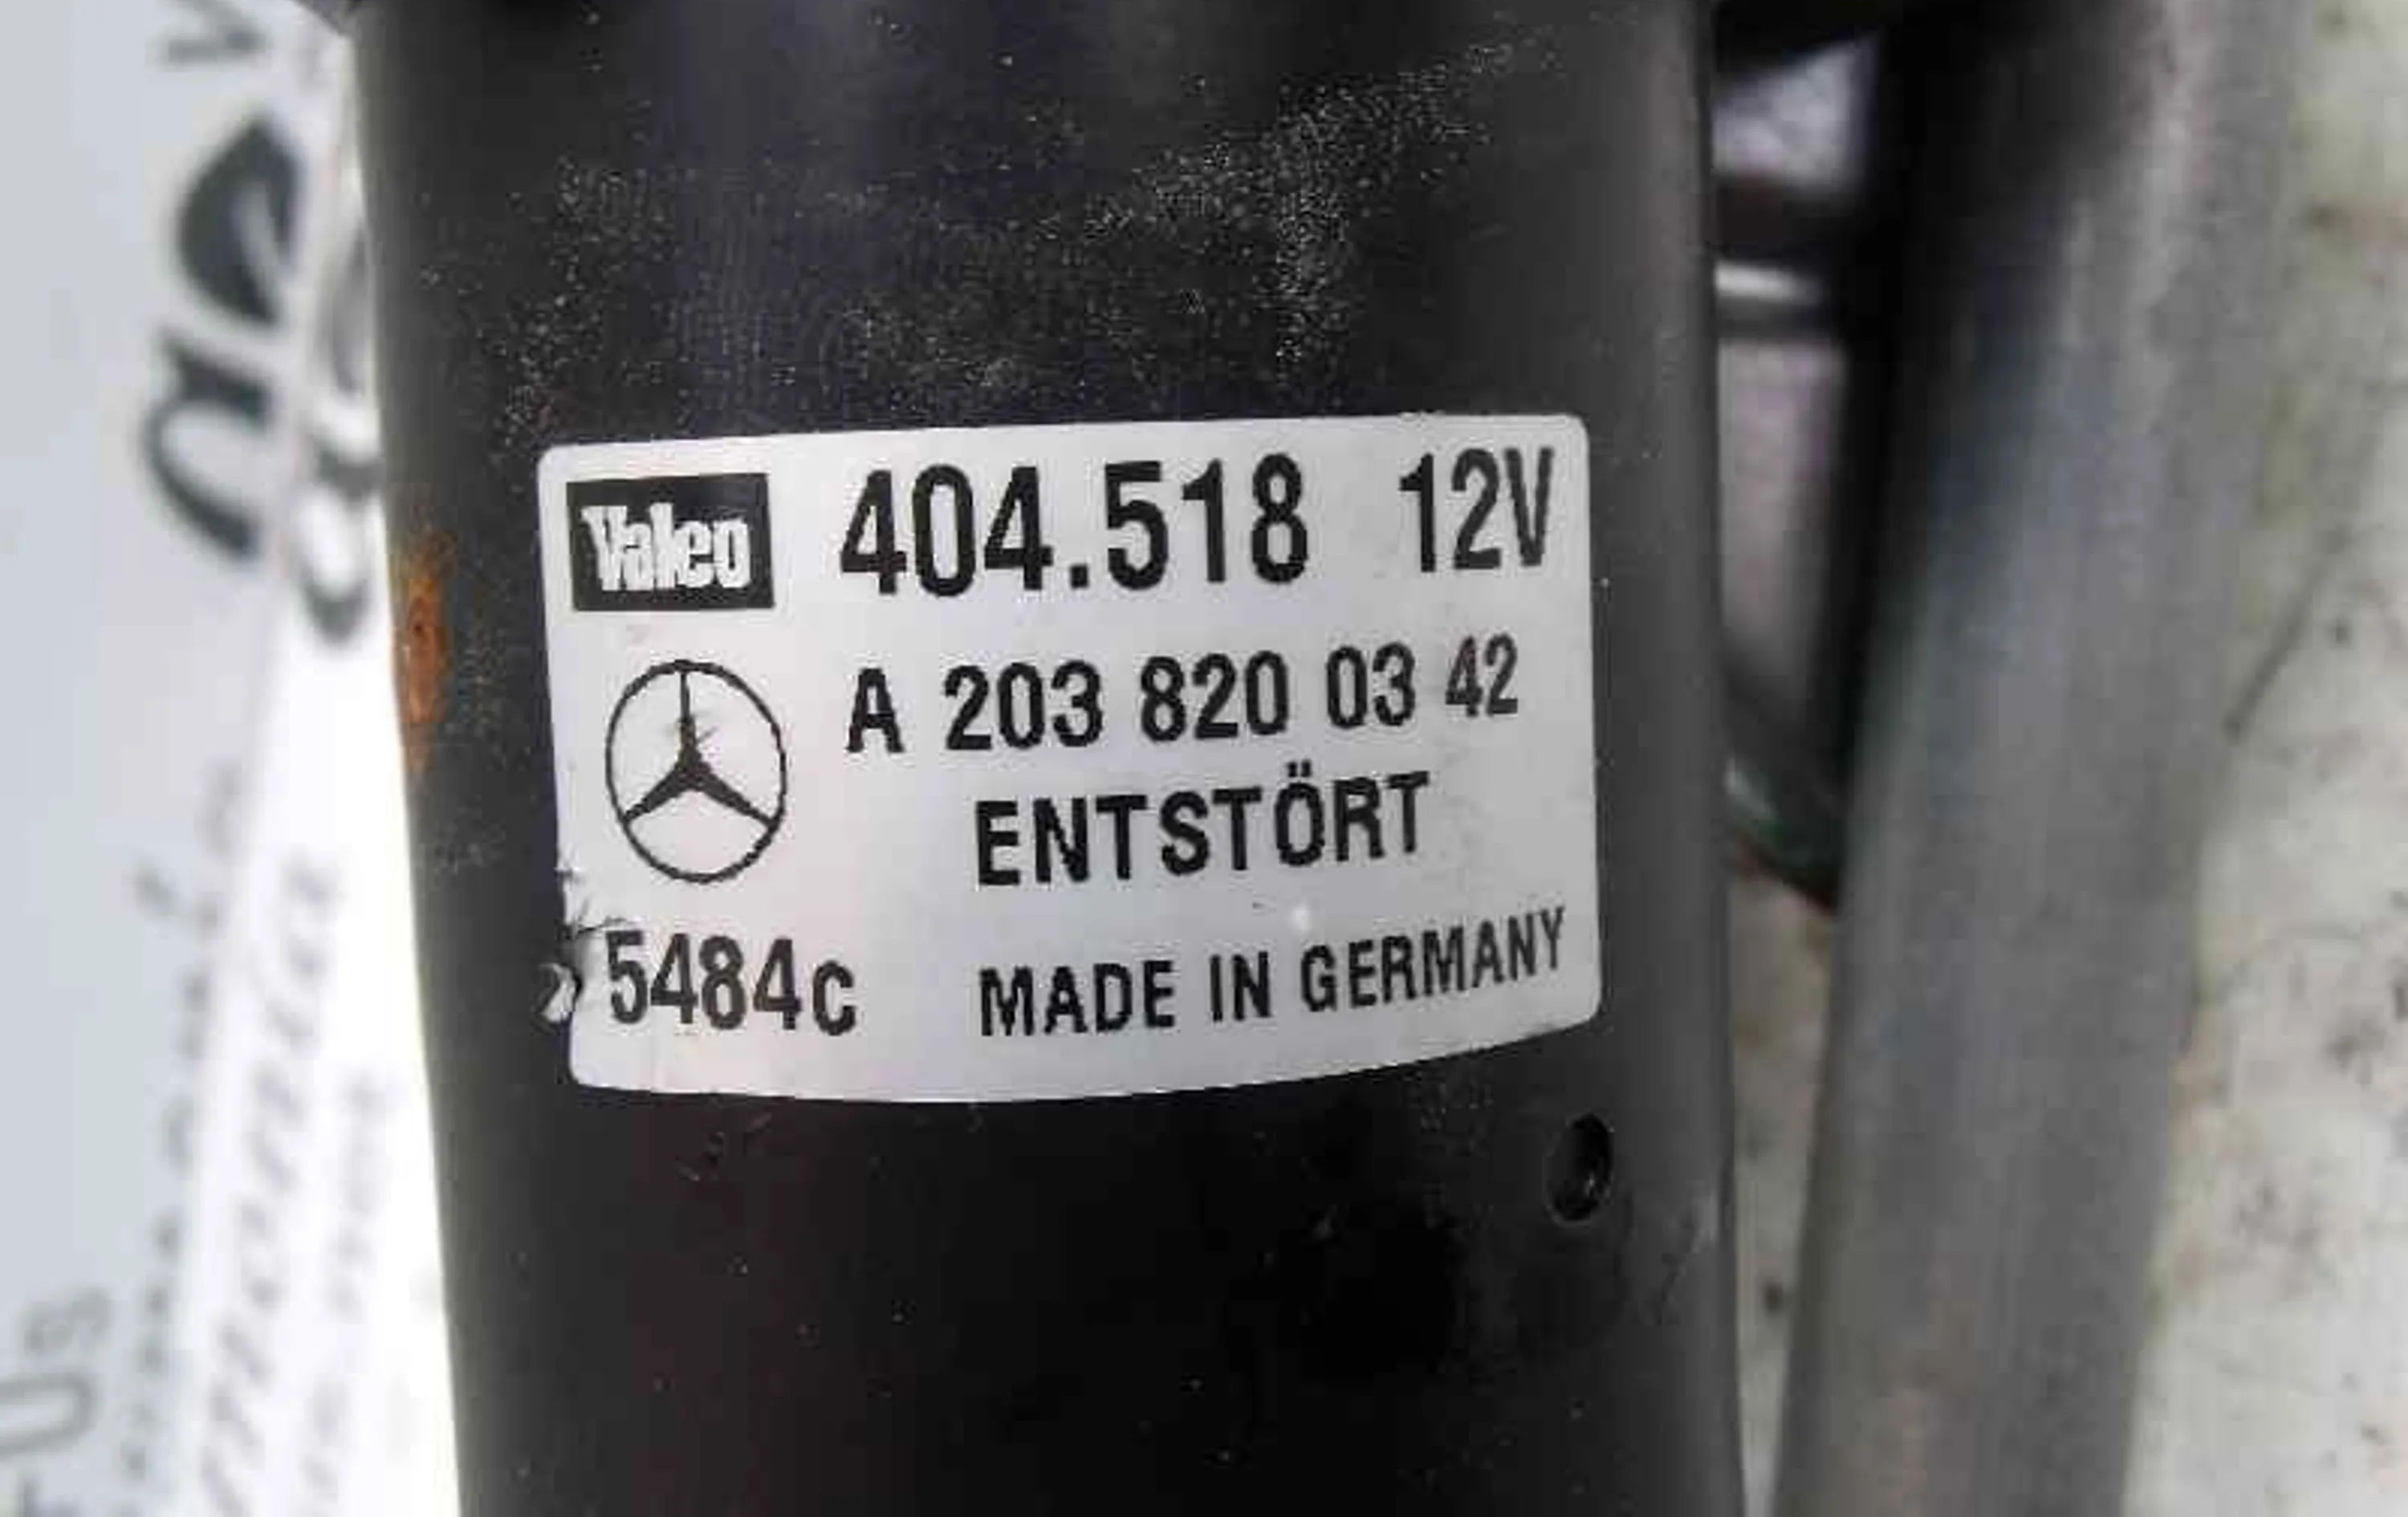 Valeo 404.518 12V
A 203 820 03 42
ENTSTÖRT
5484c MADE IN GERMANY